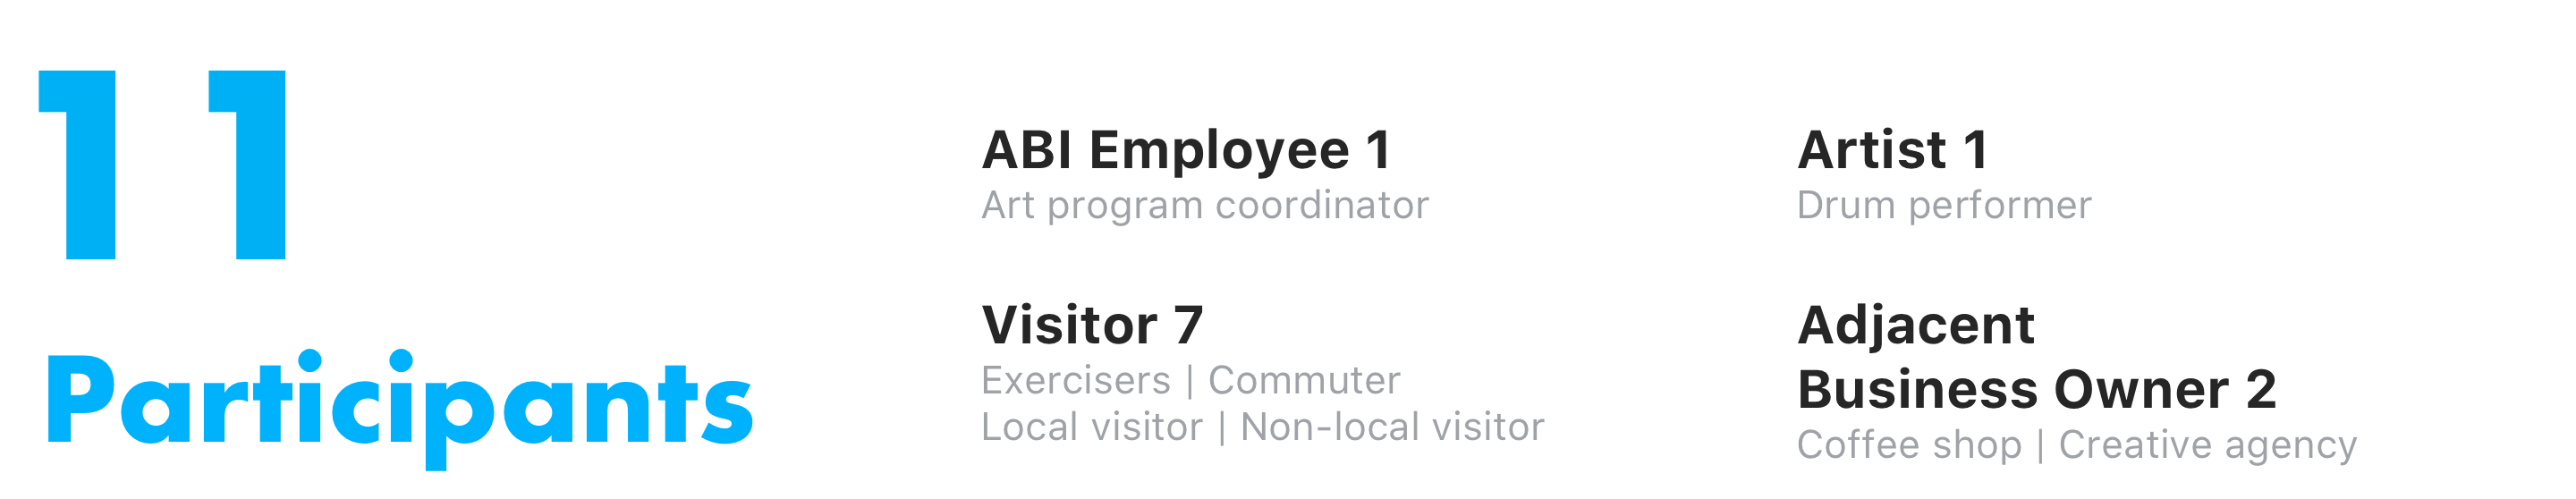 11
Participants
ABI Employee 1
Art program coordinator
Visitor 7
Exercisers | Commuter
Local visitor | Non-local visitor
Artist 1
Drum performer
Adjacent
Business Owner 2
Coffee shop | Creative agency